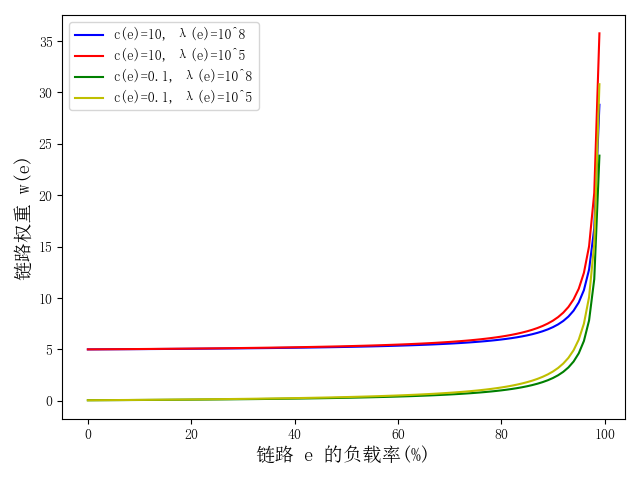 c(e)=10, λ(e)=10^8
c(e)=10, λ(e)=10^5
c(e)=0.1, λ(e)=10^8
c(e)=0.1, λ(e)=10^5
链路权重 w(e)
35
30
25
20
15
10
5
0
0 20 40 60 80 100
链路 e 的负载率(%)